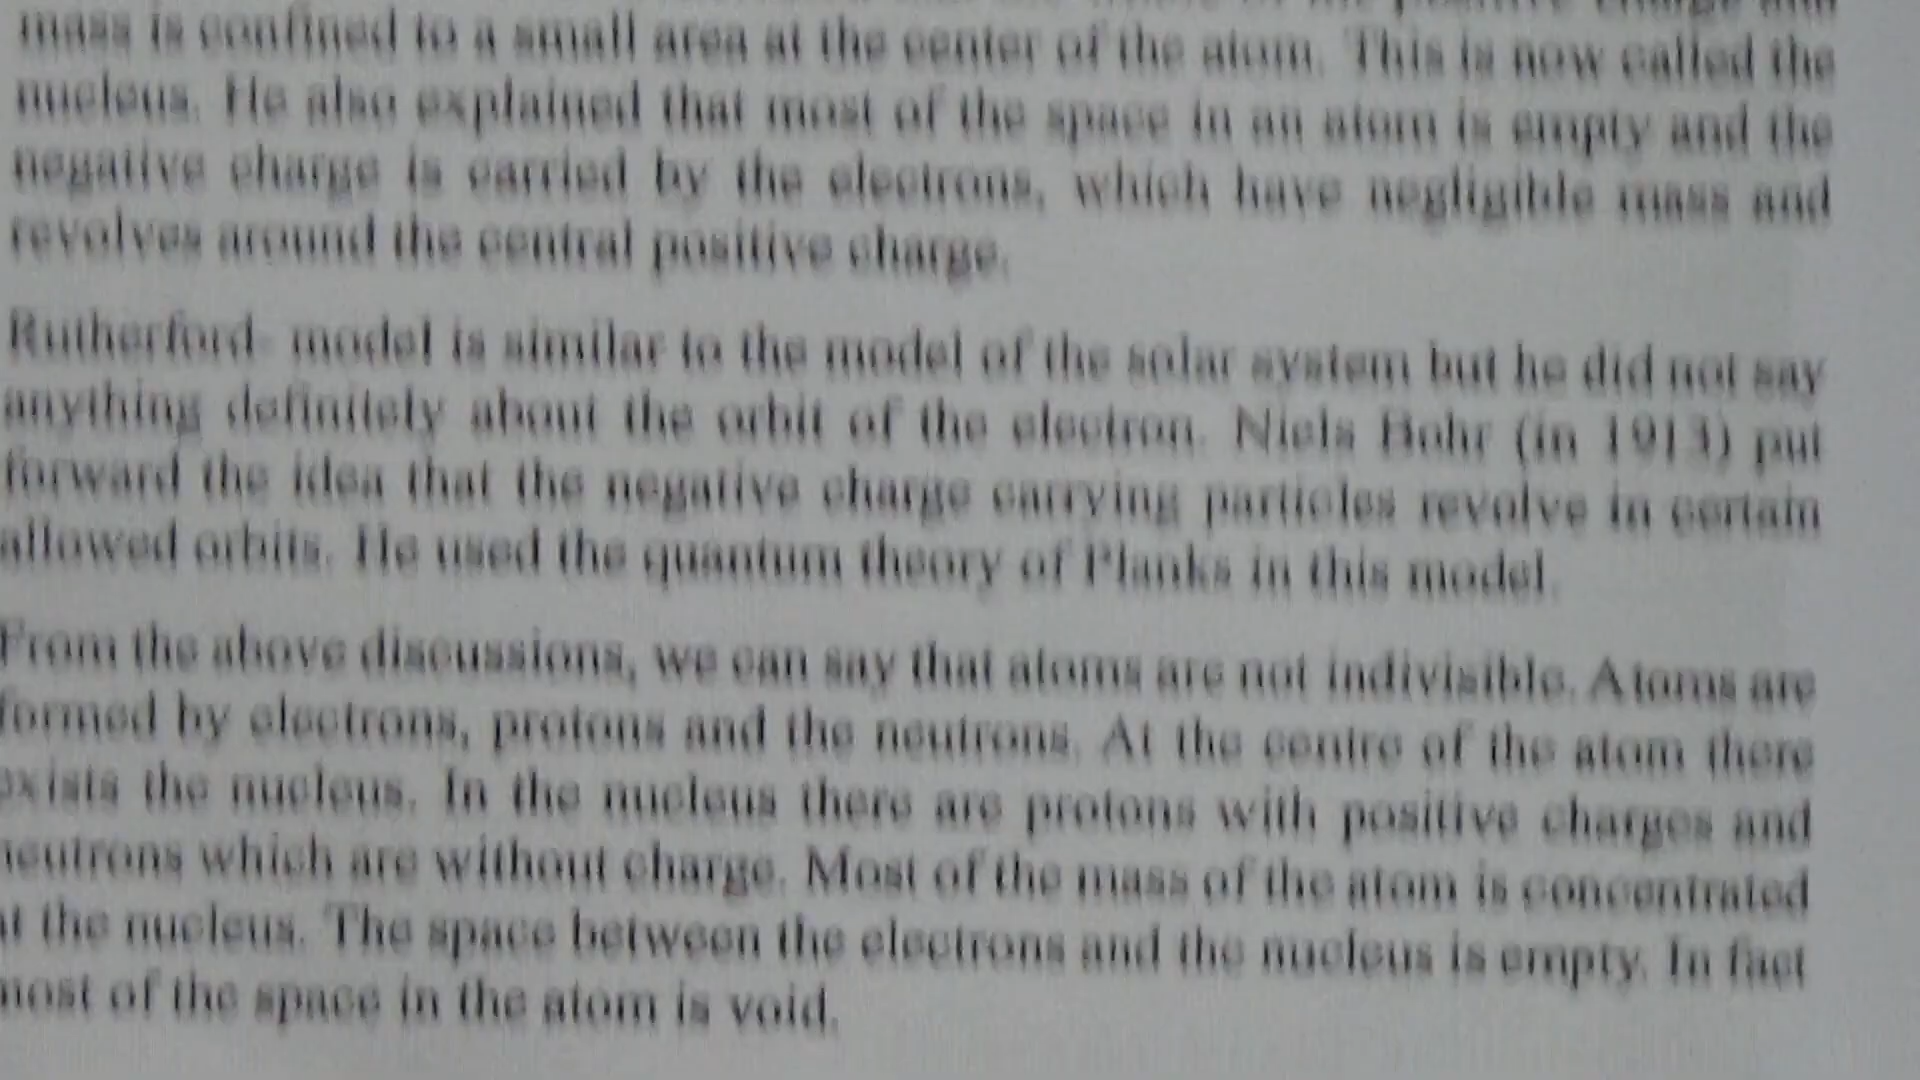 mass is confined to a small area at the center of the atom. This is now called the
nucleus. He also explained that most of the space in an atom is empty and the
negative charge is carried by the electrons, which have negligible mass and
revolves around the central positive charge.
Rutherford- model is similar to the model of the solar system but he did not say
anything definitely about the orbit of the electron. Niels Bohr (in 1913) put
forward the idea that the negative charge carrying particles revolve in certain
allowed orbits. He used the quantum theory of Planks in this model.
From the above discussions, we can say that atoms are not indivisible. Atoms are
formed by electrons, protons and the neutrons. At the centre of the atom there
exists the nucleus. In the nucleus there are protons with positive charges and
neutrons which are without charge. Most of the mass of the atom is concentrated
at the nucleus. The space between the electrons and the nucleus is empty. In fact
most of the space in the atom is void.